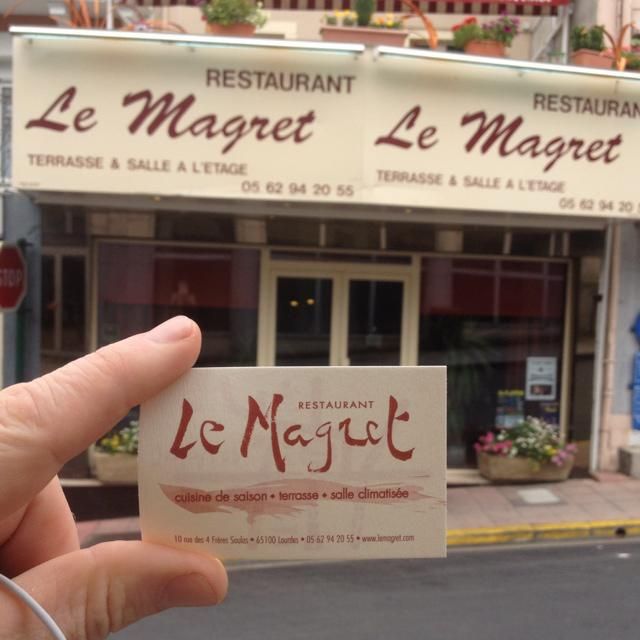 RESTAURANT
Le Magret
TERRASSE & SALLE A L'ETAGE
05 62 94 20 55
RESTAURAN
Le Magret
TERRASSE & SALLE A L'ETAGE
05 62 94 20
STOP
RESTAURANT
Le Magret
cuisine de saison • terrasse • salle climatisée
10 rue des 4 Frères Soulas • 65100 Lourdes • 05 62 94 20 55 • www.lemagret.com